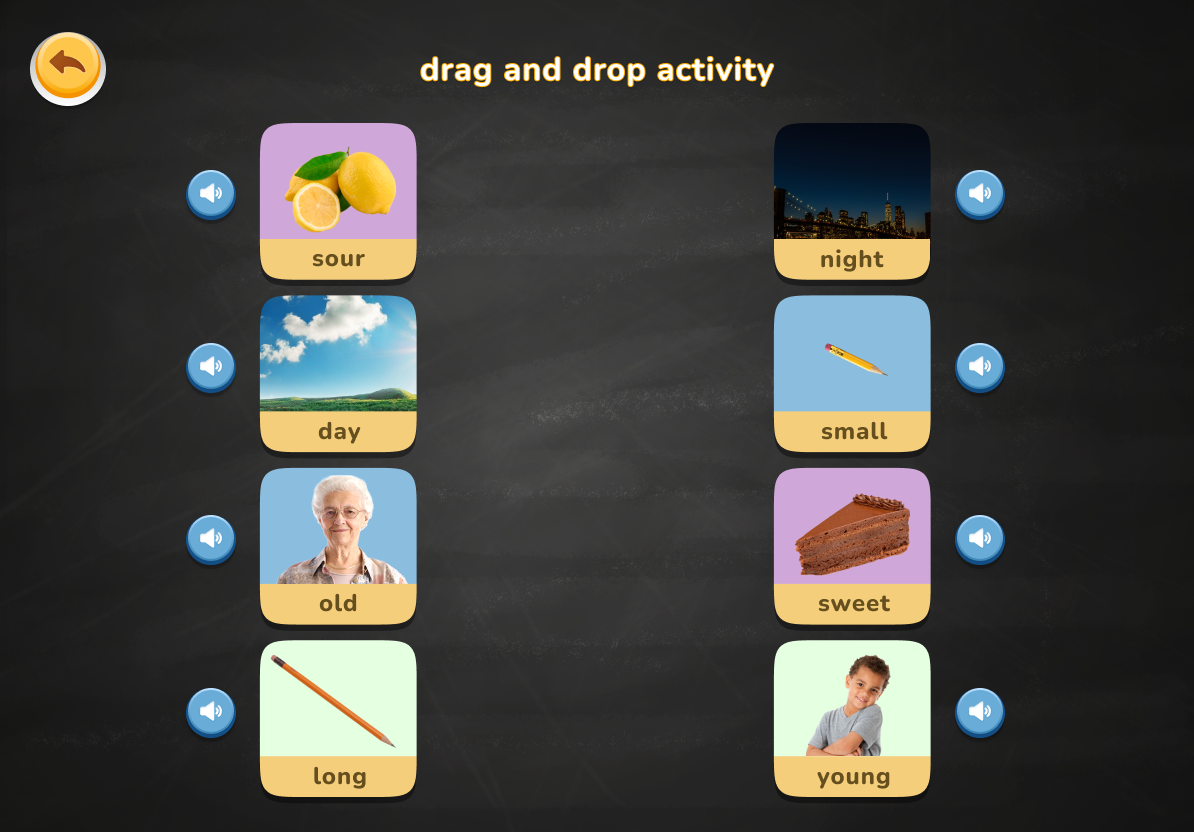 drag and drop activity
sour
night
day
small
old
sweet
long
young